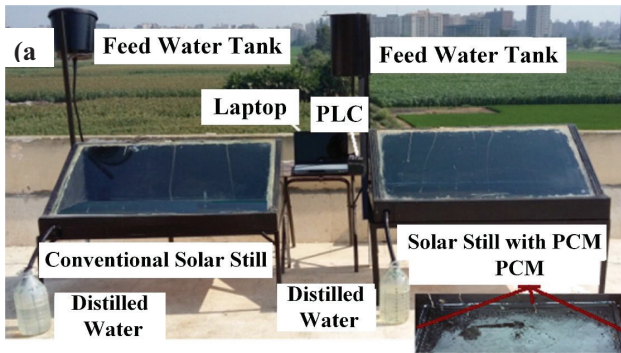 (a
Feed Water Tank
Feed Water Tank
Laptop
PLC
Conventional Solar Still
Solar Still with PCM
PCM
Distilled
Water
Distilled
Water